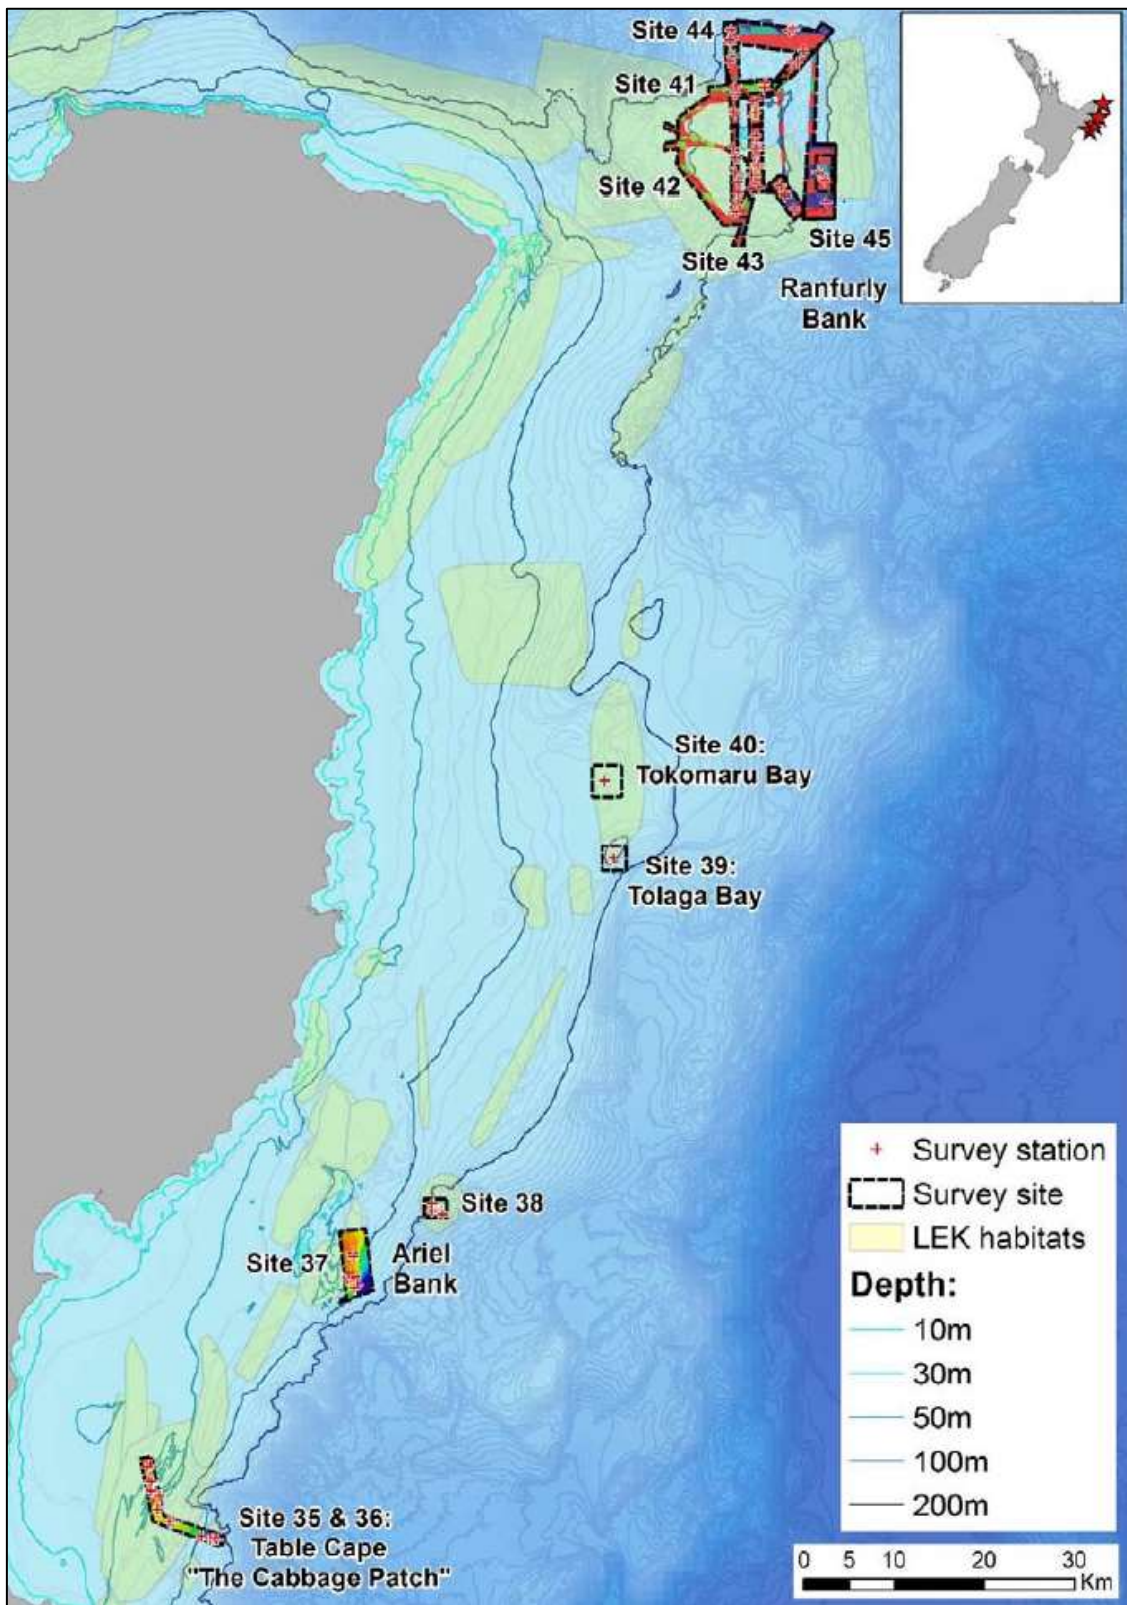 Site 44
Site 41
Site 42
Site 43
Site 45
Ranfurly
Bank
Site 40:
Tokomaru Bay
Site 39:
Tolaga Bay
Site 38
Site 37
Ariel
Bank
Site 35 & 36:
Table Cape
"The Cabbage Patch"
Survey station
Survey site
LEK habitats
Depth:
10m
30m
50m
100m
200m
0 5 10 20 30
Km